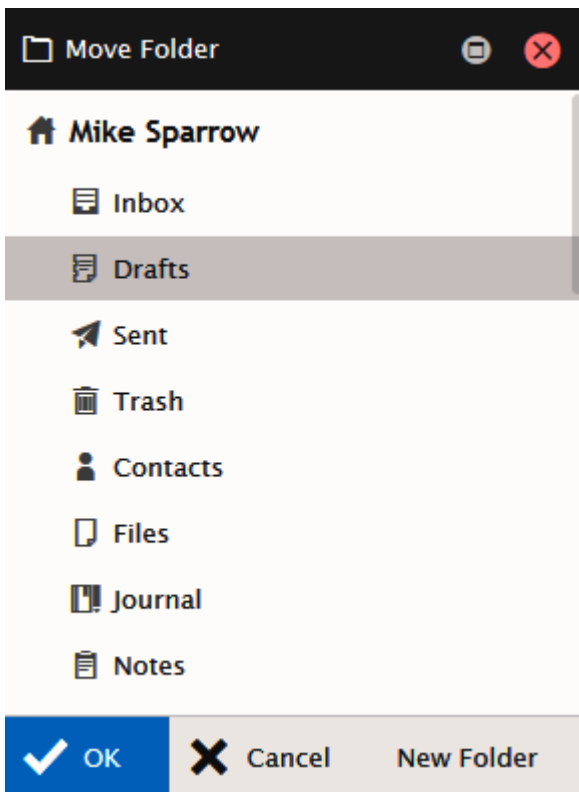 Move Folder
Mike Sparrow
Inbox
Drafts
Sent
Trash
Contacts
Files
Journal
Notes
OK Cancel New Folder